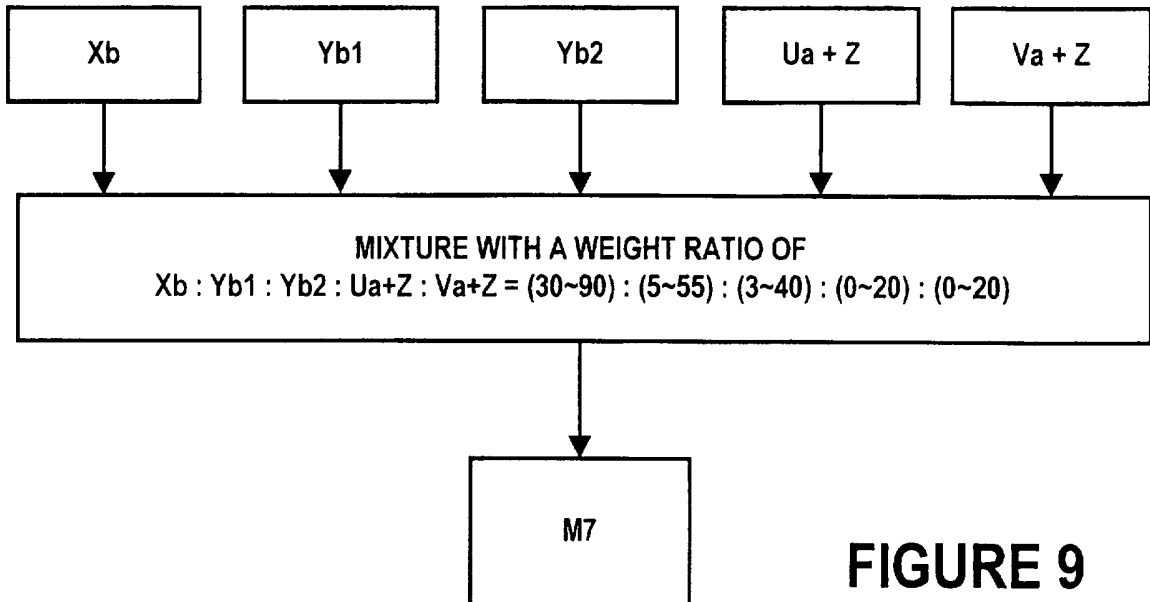 Xb
Yb1
Yb2
Ua + Z
Va + Z
MIXTURE WITH A WEIGHT RATIO OF
Xb : Yb1 : Yb2 : Ua+Z : Va+Z = (30~90) : (5~55) : (3~40) : (0~20) : (0~20)
M7
FIGURE 9